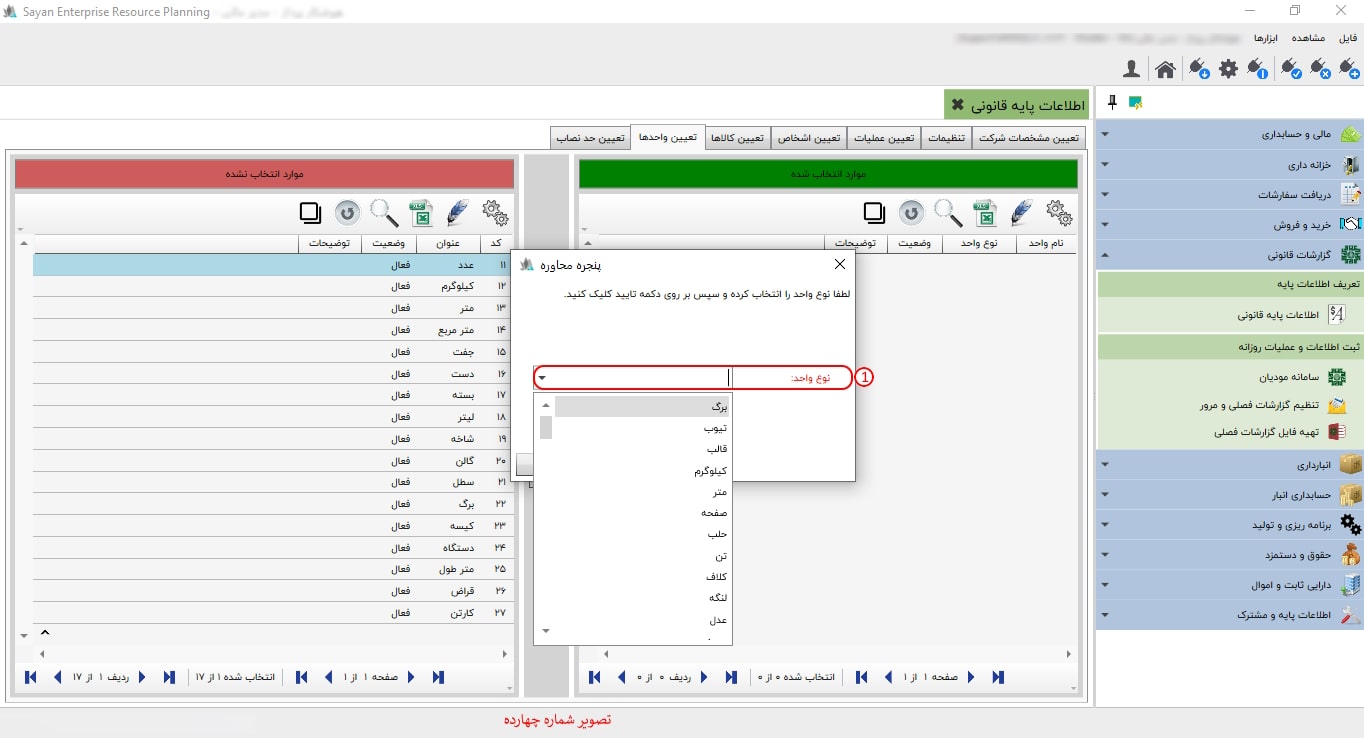 Sayan Enterprise Resource Planning
فایل مشاهده ابزارها
اطلاعات پایه قانونی
تعیین مشخصات شرکت تنظیمات تعیین عملیات تعیین اشخاص تعیین کالاها تعیین واحدها تعیین حد نصاب
مالی و حسابداری
خزانه داری
دریافت سفارشات
خرید و فروش
گزارشات قانونی
تعریف اطلاعات پایه
اطلاعات پایه قانونی
ثبت اطلاعات و عملیات روزانه
سامانه مودیان
تنظیم گزارشات فصلی و مرور
تهیه فایل گزارشات فصلی
انبارداری
حسابداری انبار
برنامه ریزی و تولید
حقوق و دستمزد
دارایی ثابت و اموال
اطلاعات پایه و مشترک
موارد انتخاب شده
نام واحد نوع واحد وضعیت توضیحات
صفحه ۱ از ۱ انتخاب شده ۰ از ۰ ردیف ۰ از ۰
پنجره محاوره
لطفا نوع واحد را انتخاب کرده و سپس بر روی دکمه تایید کلیک کنید.
نوع واحد:
1
برگ
تیوب
قالب
کیلوگرم
متر
صفحه
حلب
تن
کلاف
لنگه
عدل
موارد انتخاب نشده
کد عنوان وضعیت توضیحات
۱۱ عدد فعال
۱۲ کیلوگرم فعال
۱۳ متر فعال
۱۴ متر مربع فعال
۱۵ جفت فعال
۱۶ دست فعال
۱۷ بسته فعال
۱۸ لیتر فعال
۱۹ شاخه فعال
۲۰ گالن فعال
۲۱ سطل فعال
۲۲ برگ فعال
۲۳ کیسه فعال
۲۴ دستگاه فعال
۲۵ متر طول فعال
۲۶ قراض فعال
۲۷ کارتن فعال
صفحه ۱ از ۱ انتخاب شده ۱ از ۱۷ ردیف ۱ از ۱۷
تصویر شماره چهارده